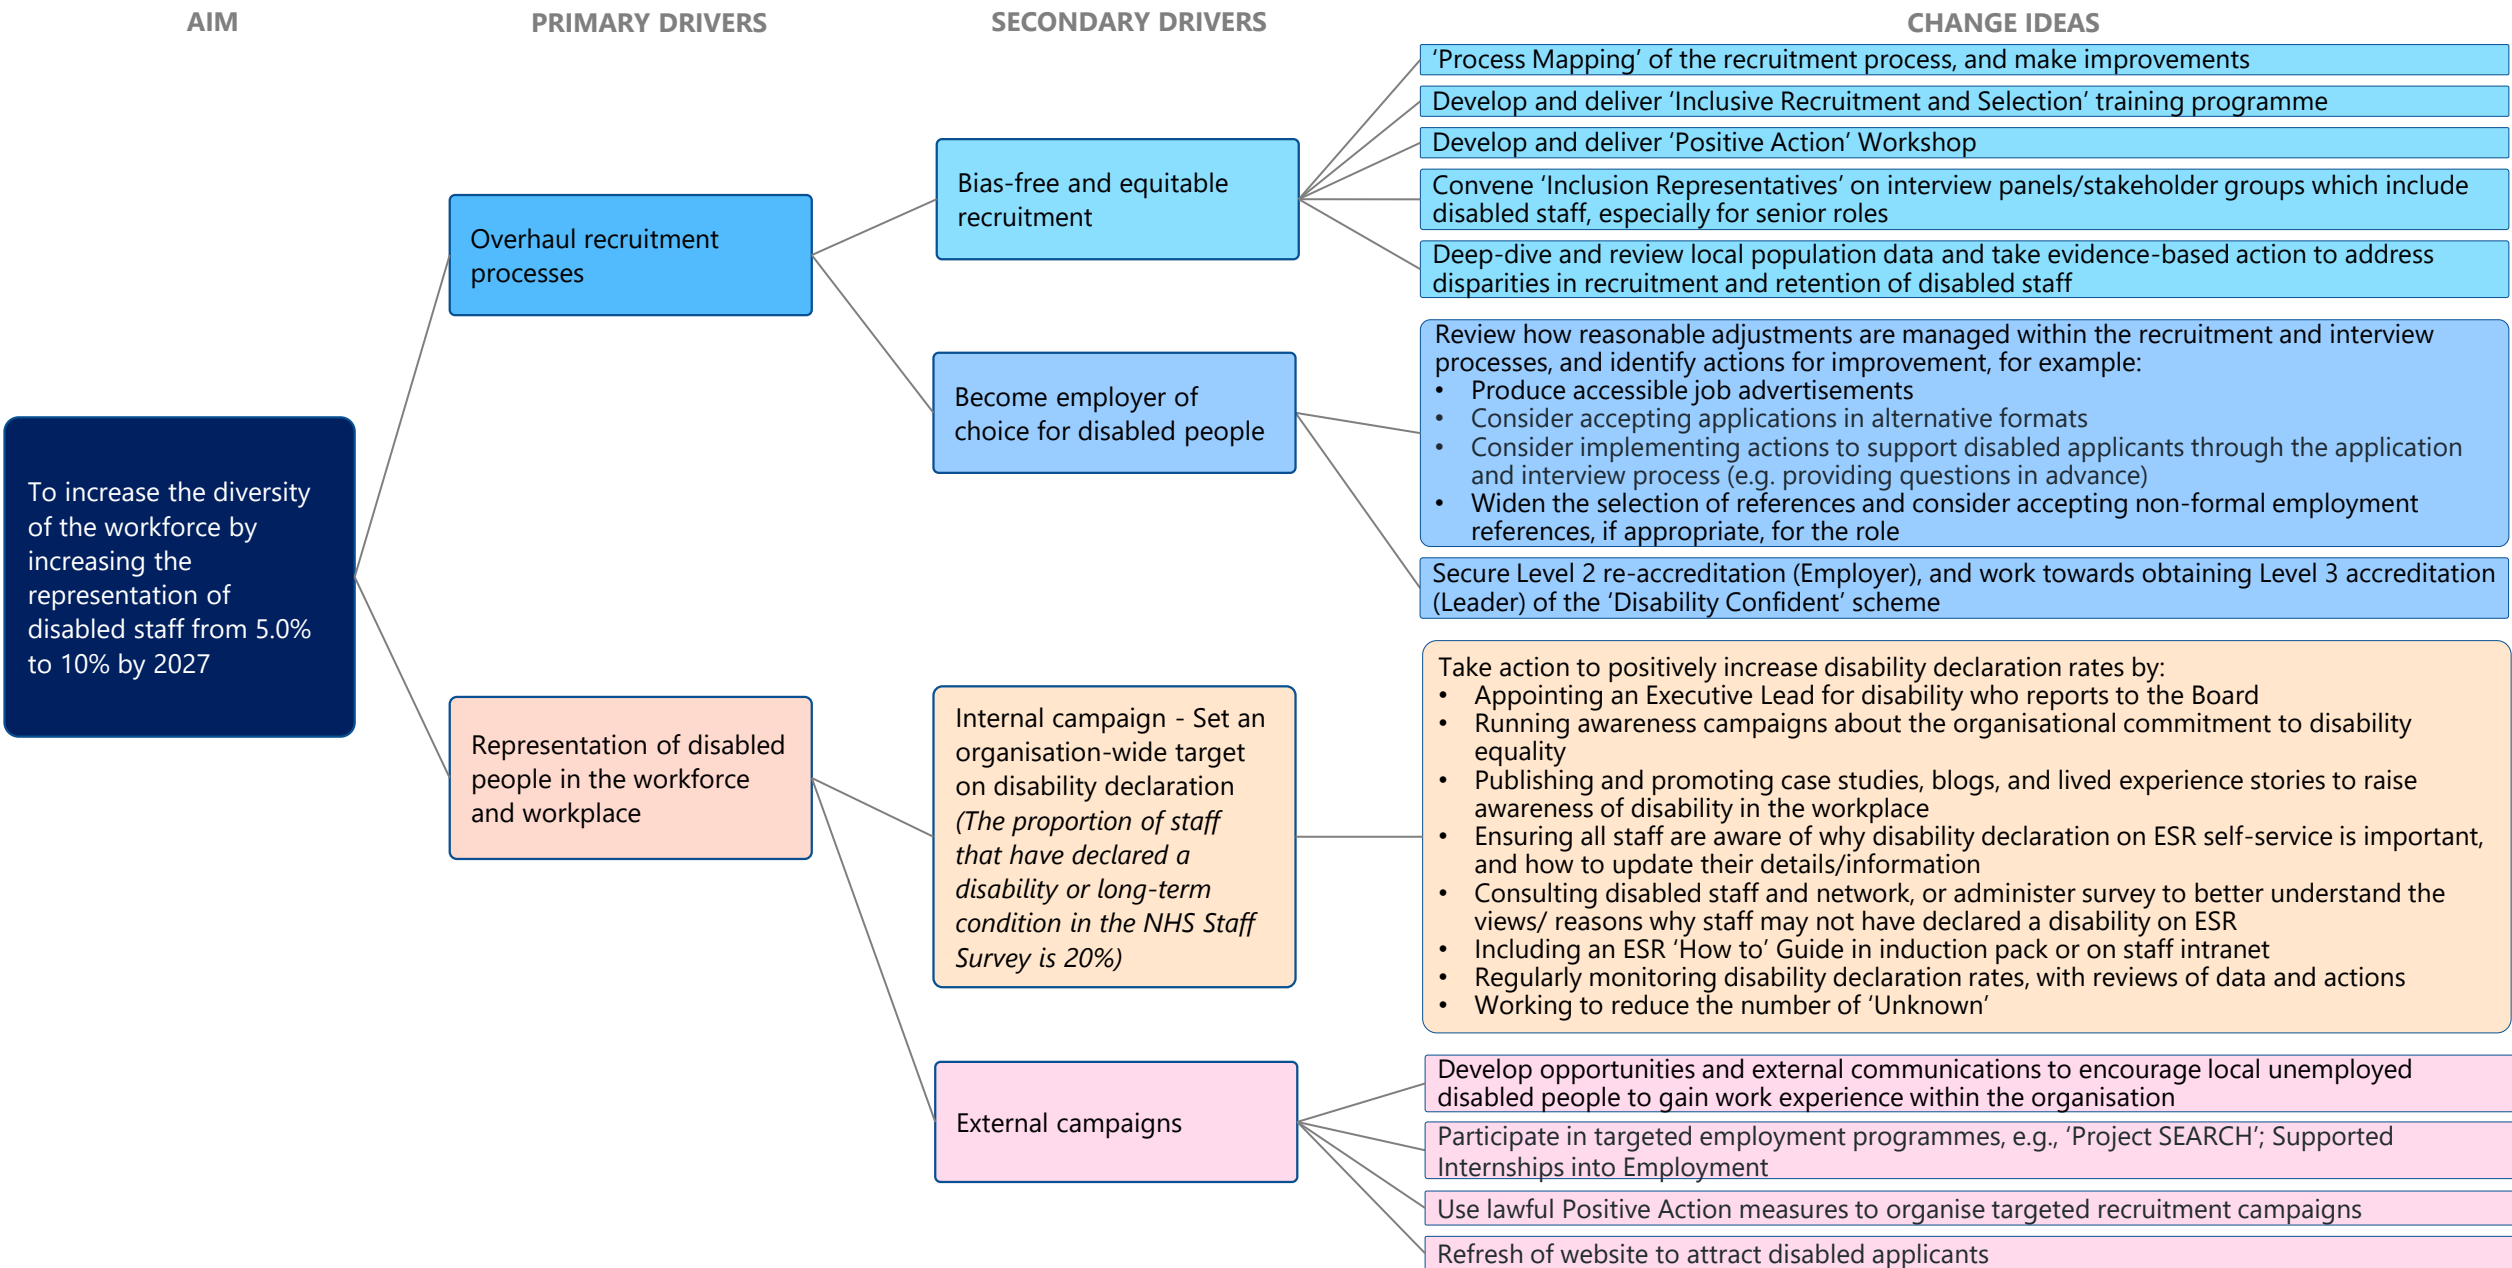 AIM
PRIMARY DRIVERS
SECONDARY DRIVERS
CHANGE IDEAS
To increase the diversity
of the workforce by
increasing the
representation of
disabled staff from 5.0%
to 10% by 2027
Overhaul recruitment
processes
Representation of disabled
people in the workforce
and workplace
Bias-free and equitable
recruitment
Become employer of
choice for disabled people
Internal campaign - Set an
organisation-wide target
on disability declaration
(The proportion of staff
that have declared a
disability or long-term
condition in the NHS Staff
Survey is 20%)
External campaigns
‘Process Mapping’ of the recruitment process, and make improvements
Develop and deliver ‘Inclusive Recruitment and Selection’ training programme
Develop and deliver ‘Positive Action’ Workshop
Convene ‘Inclusion Representatives’ on interview panels/stakeholder groups which include
disabled staff, especially for senior roles
Deep-dive and review local population data and take evidence-based action to address
disparities in recruitment and retention of disabled staff
Review how reasonable adjustments are managed within the recruitment and interview
processes, and identify actions for improvement, for example:
• Produce accessible job advertisements
• Consider accepting applications in alternative formats
• Consider implementing actions to support disabled applicants through the application
and interview process (e.g. providing questions in advance)
• Widen the selection of references and consider accepting non-formal employment
references, if appropriate, for the role
Secure Level 2 re-accreditation (Employer), and work towards obtaining Level 3 accreditation
(Leader) of the ‘Disability Confident’ scheme
Take action to positively increase disability declaration rates by:
• Appointing an Executive Lead for disability who reports to the Board
• Running awareness campaigns about the organisational commitment to disability
equality
• Publishing and promoting case studies, blogs, and lived experience stories to raise
awareness of disability in the workplace
• Ensuring all staff are aware of why disability declaration on ESR self-service is important,
and how to update their details/information
• Consulting disabled staff and network, or administer survey to better understand the
views/ reasons why staff may not have declared a disability on ESR
• Including an ESR ‘How to’ Guide in induction pack or on staff intranet
• Regularly monitoring disability declaration rates, with reviews of data and actions
• Working to reduce the number of ‘Unknown’
Develop opportunities and external communications to encourage local unemployed
disabled people to gain work experience within the organisation
Participate in targeted employment programmes, e.g., ‘Project SEARCH’; Supported
Internships into Employment
Use lawful Positive Action measures to organise targeted recruitment campaigns
Refresh of website to attract disabled applicants